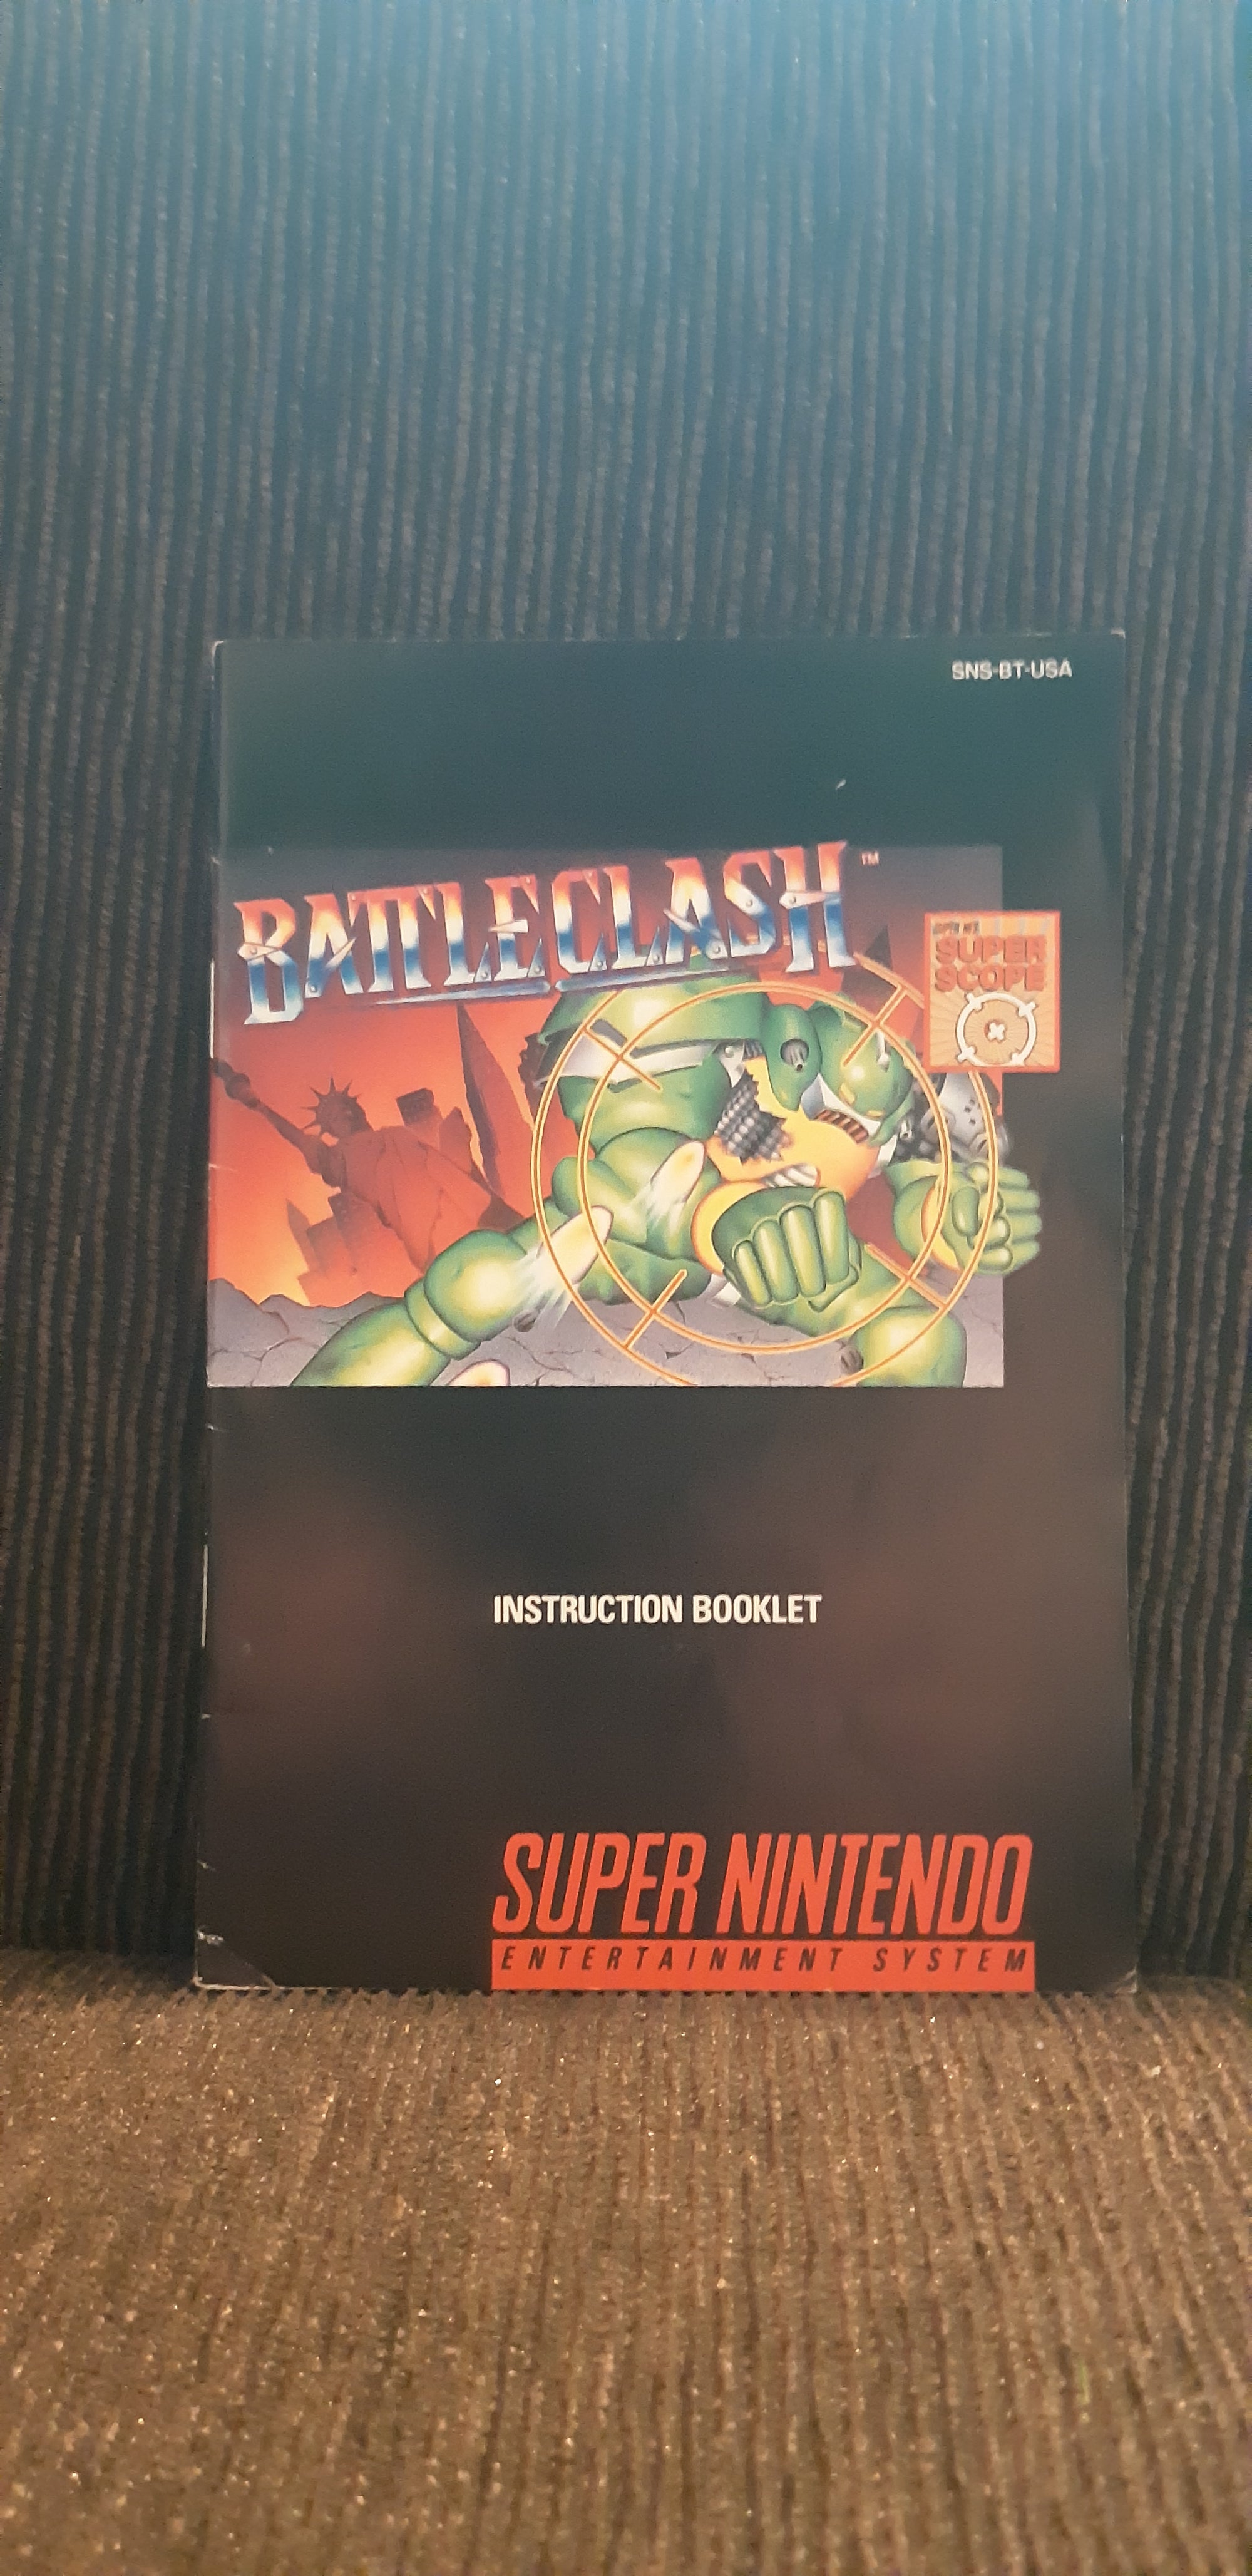 SNS-BT-USA
BATTLECLASH™
SUPER
SCOPE
INSTRUCTION BOOKLET
SUPER NINTENDO
ENTERTAINMENT SYSTEM